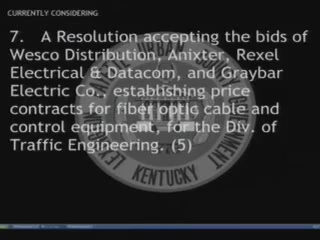 CURRENTLY CONSIDERING
7. A Resolution accepting the bids of
Wesco Distribution, Anixter, Rexel
Electrical & Datacom, and Graybar
Electric Co., establishing price
contracts for fiber optic cable and
control equipment, for the Div. of
Traffic Engineering. (5)
KENTUCKY